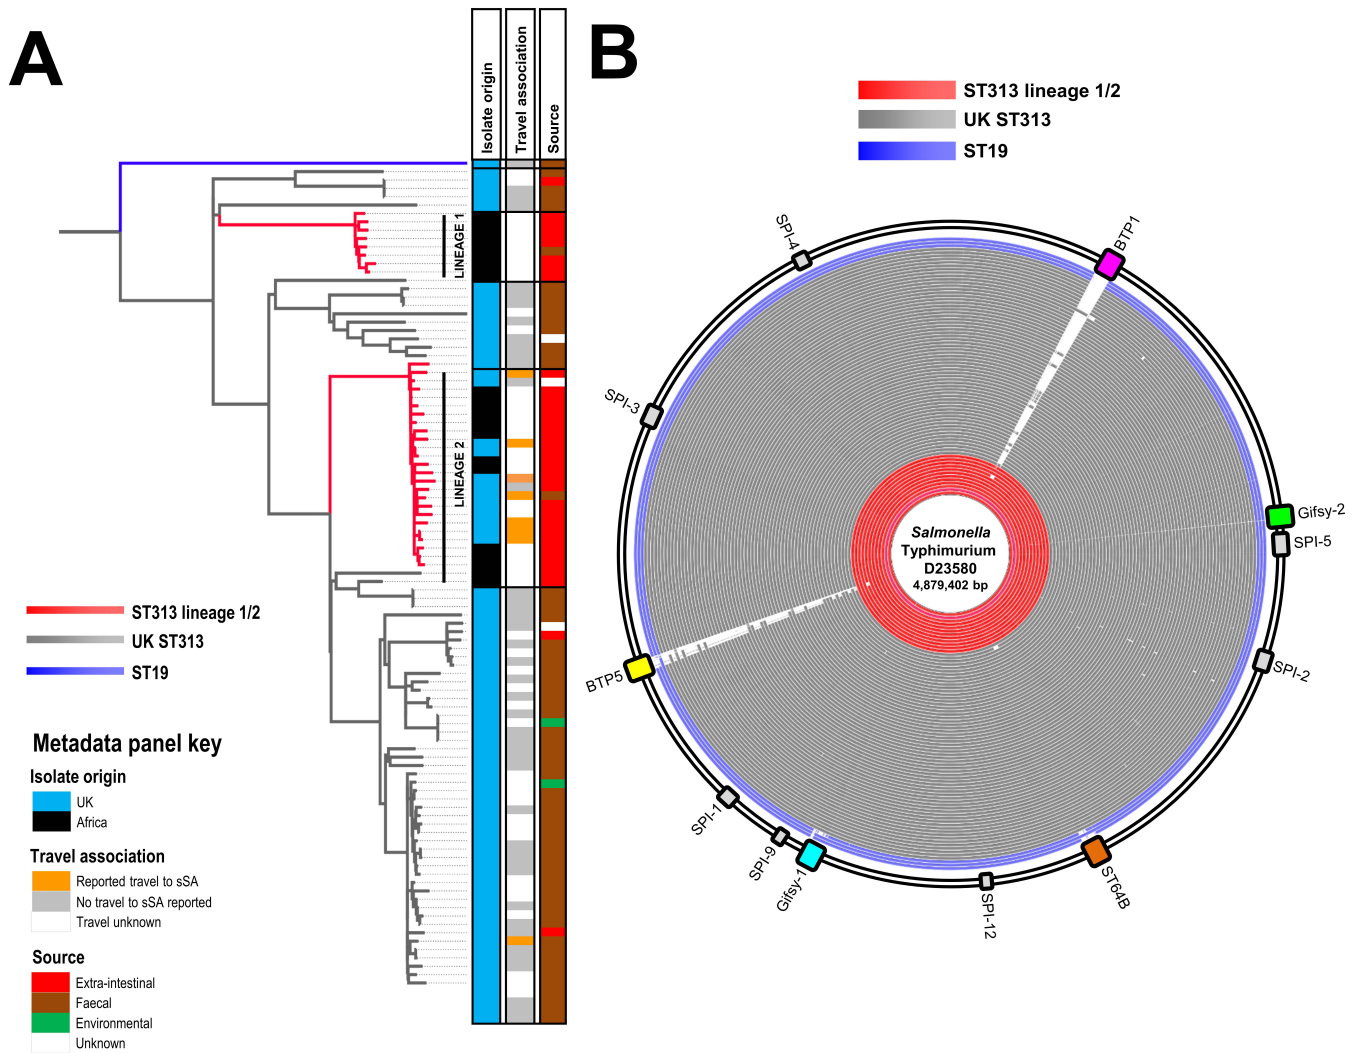 A
B
Isolate origin
Travel association
Source
LINEAGE 1
LINEAGE 2
ST313 lineage 1/2
UK ST313
ST19
Metadata panel key
Isolate origin
UK
Africa
Travel association
Reported travel to sSA
No travel to sSA reported
Travel unknown
Source
Extra-intestinal
Faecal
Environmental
Unknown
ST313 lineage 1/2
UK ST313
ST19
SPI-4
BTP1
SPI-3
Gifsy-2
SPI-5
Salmonella
Typhimurium
D23580
4,879,402 bp
SPI-2
BTP5
SPI-1
SPI-9
Gifsy-1
SPI-12
ST64B